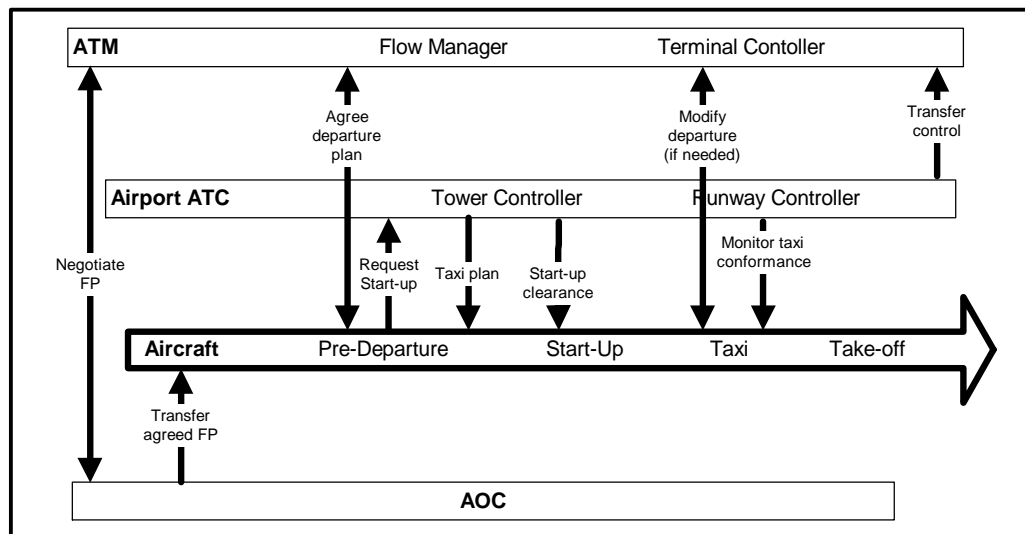 ATM Flow Manager Terminal Contoller
Agree
departure
plan
Modify
departure
(if needed)
Transfer
control
Airport ATC Tower Controller Runway Controller
Negotiate
FP
Request
Start-up
Taxi plan
Start-up
clearance
Monitor taxi
conformance
Aircraft Pre-Departure Start-Up Taxi Take-off
Transfer
agreed FP
AOC